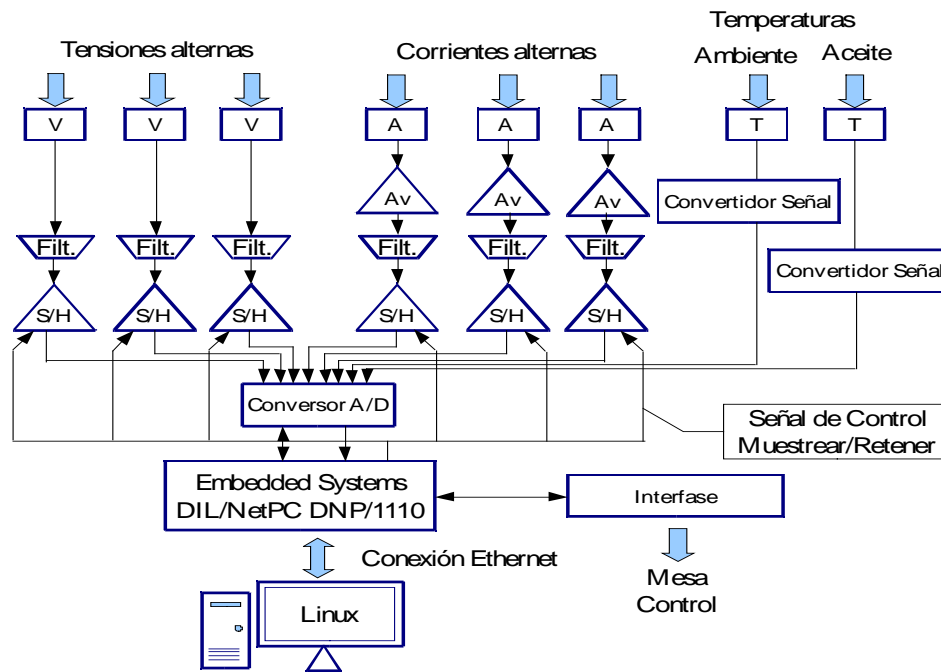 Temperaturas
Tensiones alternas
Corrientes alternas
Ambiente
Aceite
V
V
V
A
A
A
T
T
Av
Av
Av
Convertidor Señal
Filt.
Filt.
Filt.
Filt.
Filt.
Filt.
Convertidor Señal
S/H
S/H
S/H
S/H
S/H
S/H
Conversor A/D
Señal de Control
Muestrear/Retener
Embedded Systems
DIL/NetPC DNP/1110
Interfase
Conexión Ethernet
Mesa
Control
Linux